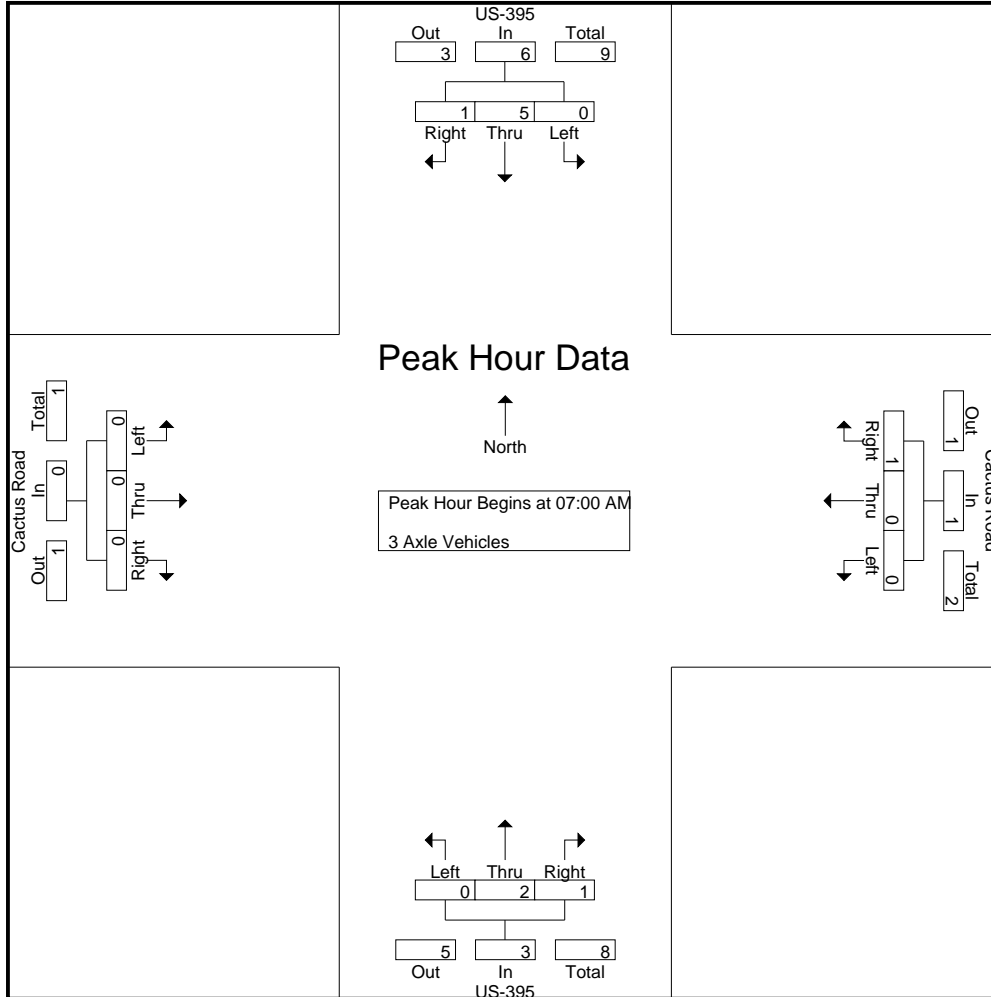 US-395
Out In Total
3 6 9
1 5 0
Right Thru Left
Peak Hour Data
North
Peak Hour Begins at 07:00 AM
3 Axle Vehicles
Cactus Road
Out In Total
1 0 1
Right Thru Left
0 0 0
Cactus Road
Out In Total
1 1 2
Right Thru Left
1 0 0
Left Thru Right
0 2 1
5 3 8
Out In Total
US-395